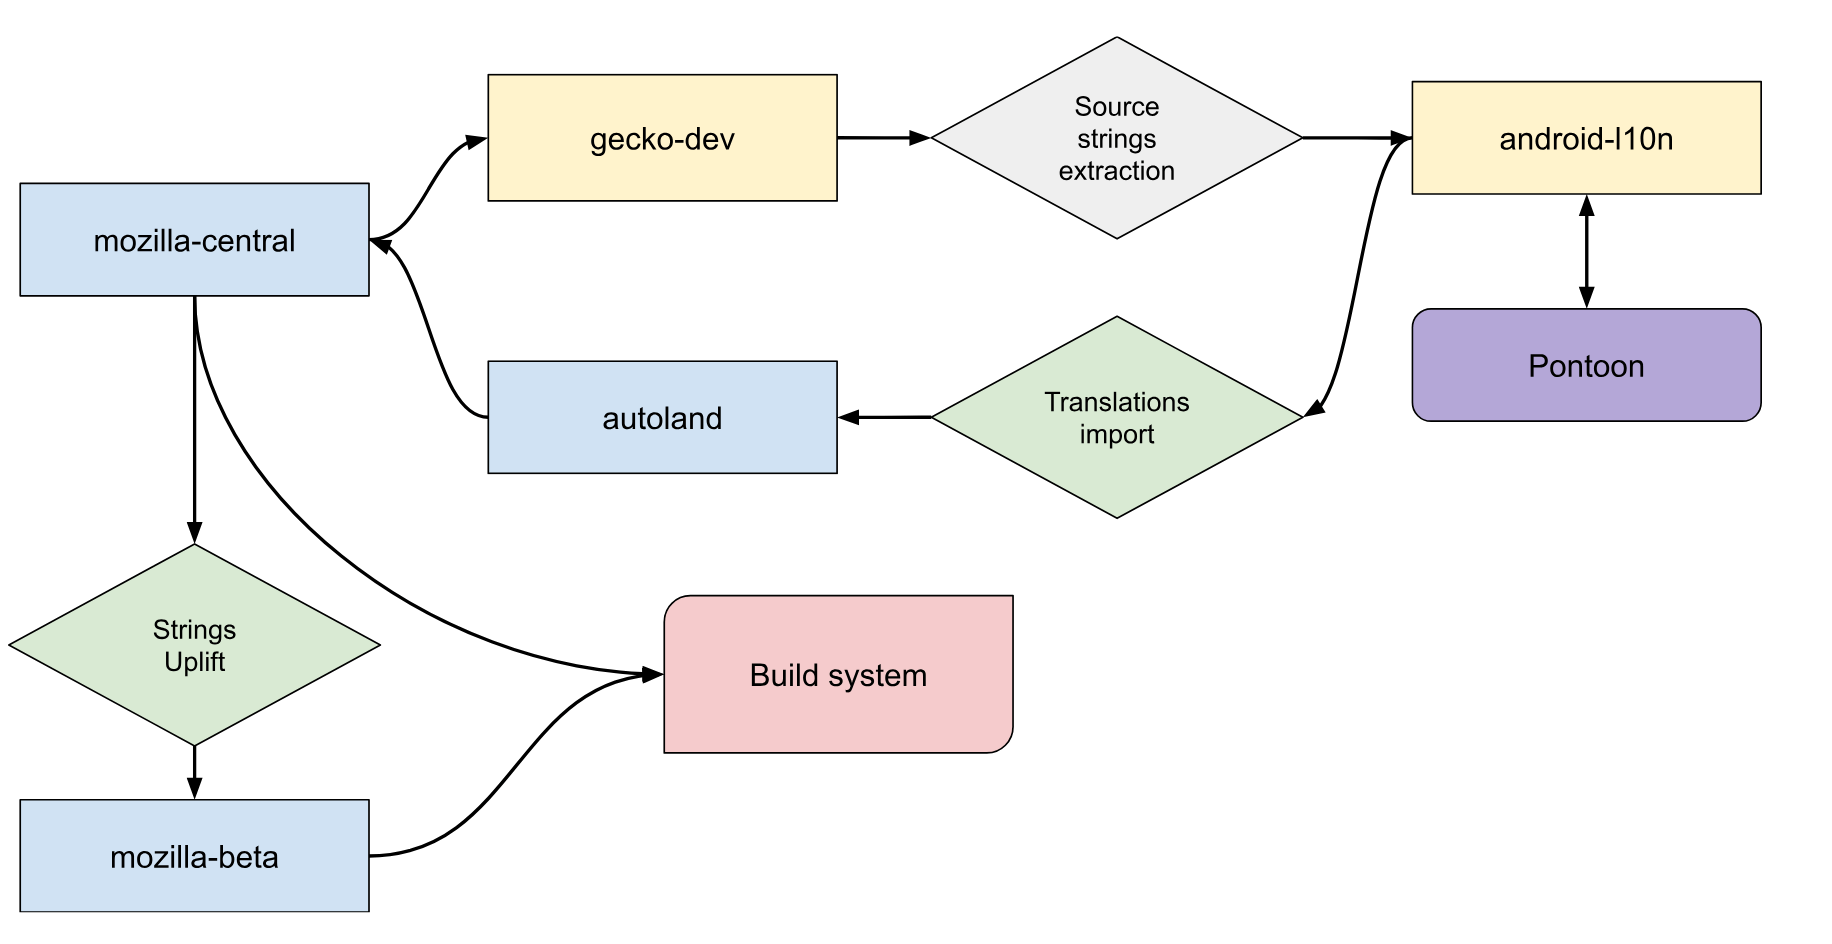 gecko-dev
Source
strings
extraction
android-l10n
mozilla-central
Pontoon
autoland
Translations
import
Strings
Uplift
Build system
mozilla-beta